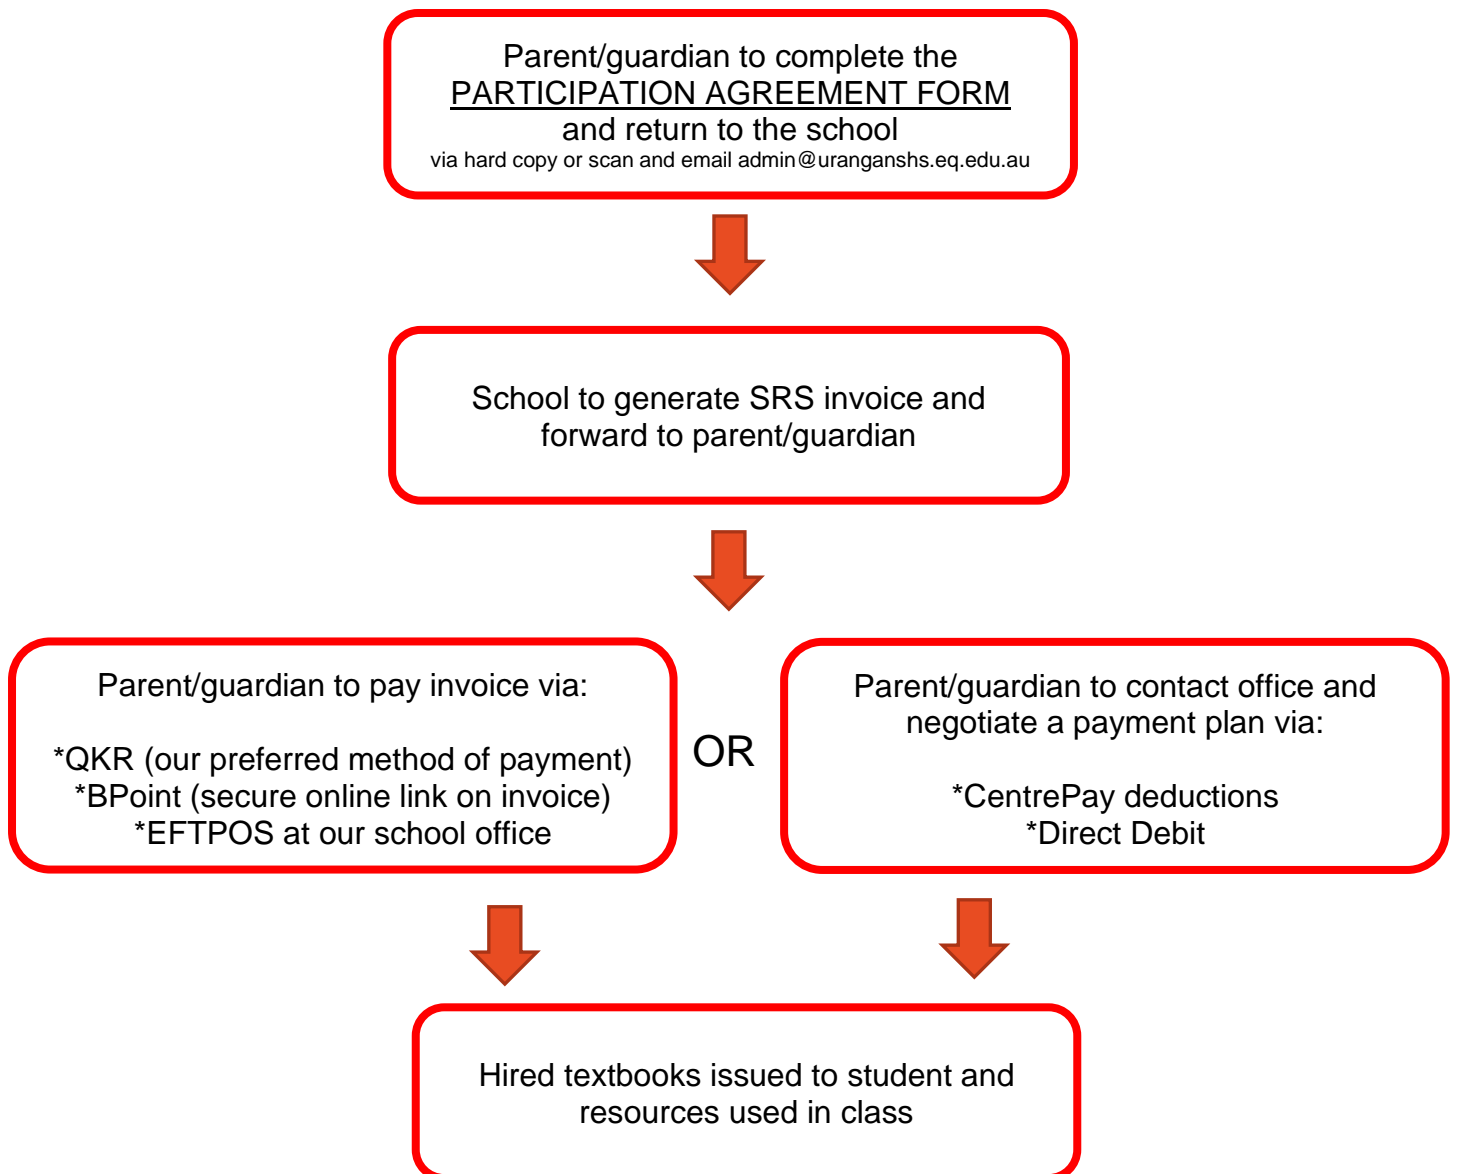 Parent/guardian to complete the
PARTICIPATION AGREEMENT FORM
and return to the school
via hard copy or scan and email admin@uranganshs.eq.edu.au
School to generate SRS invoice and
forward to parent/guardian
Parent/guardian to pay invoice via:
*QKR (our preferred method of payment)
*BPoint (secure online link on invoice)
*EFTPOS at our school office
OR
Parent/guardian to contact office and
negotiate a payment plan via:
*CentrePay deductions
*Direct Debit
Hired textbooks issued to student and
resources used in class